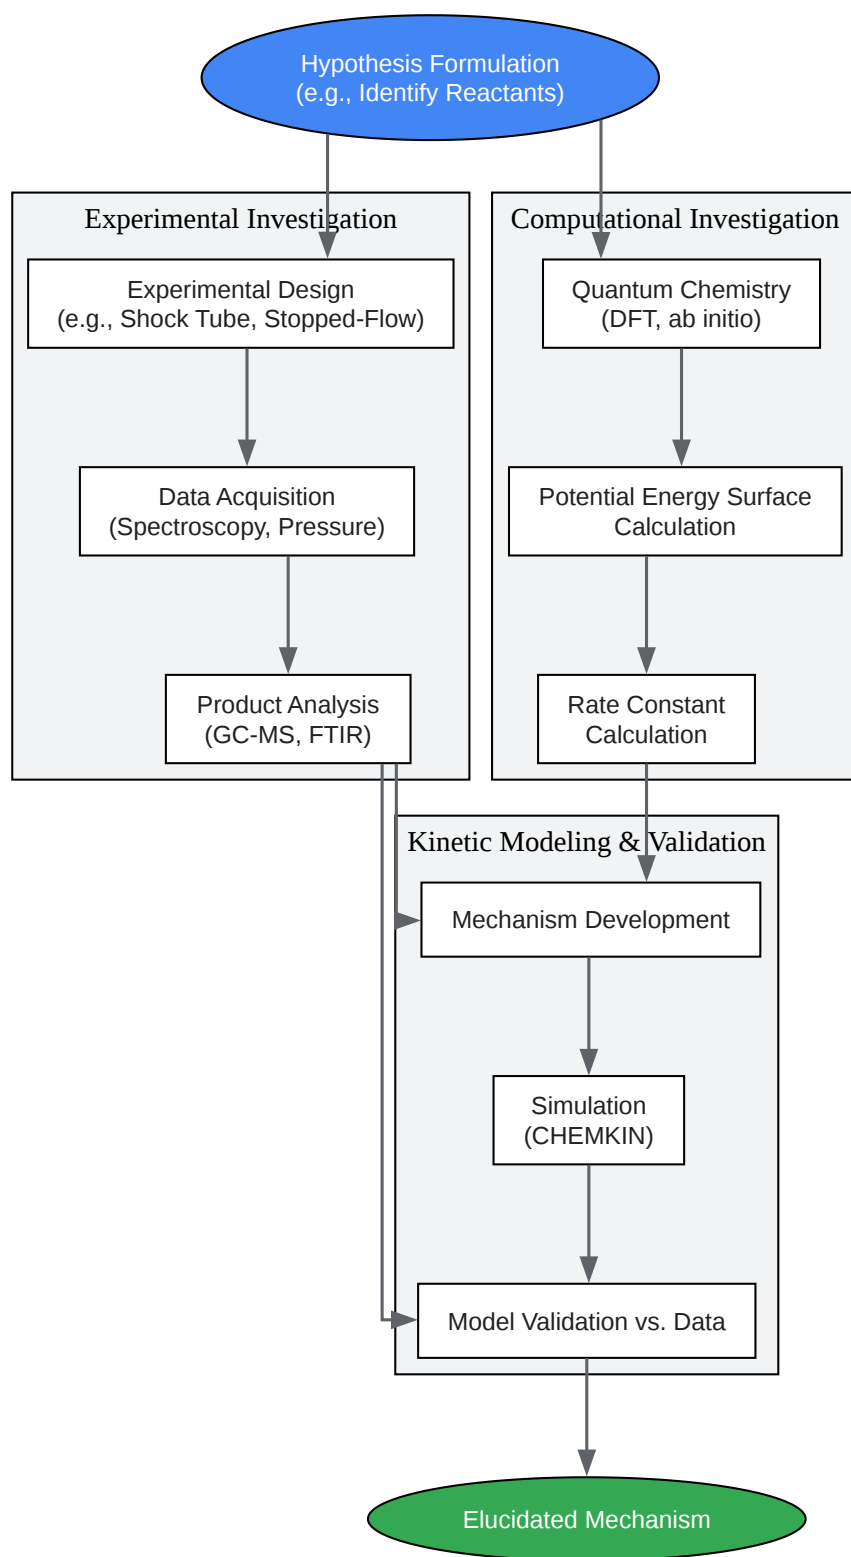 Hypothesis Formulation
(e.g., Identify Reactants)
Experimental Investigation
Experimental Design
(e.g., Shock Tube, Stopped-Flow)
Data Acquisition
(Spectroscopy, Pressure)
Product Analysis
(GC-MS, FTIR)
Computational Investigation
Quantum Chemistry
(DFT, ab initio)
Potential Energy Surface
Calculation
Rate Constant
Calculation
Kinetic Modeling & Validation
Mechanism Development
Simulation
(CHEMKIN)
Model Validation vs. Data
Elucidated Mechanism